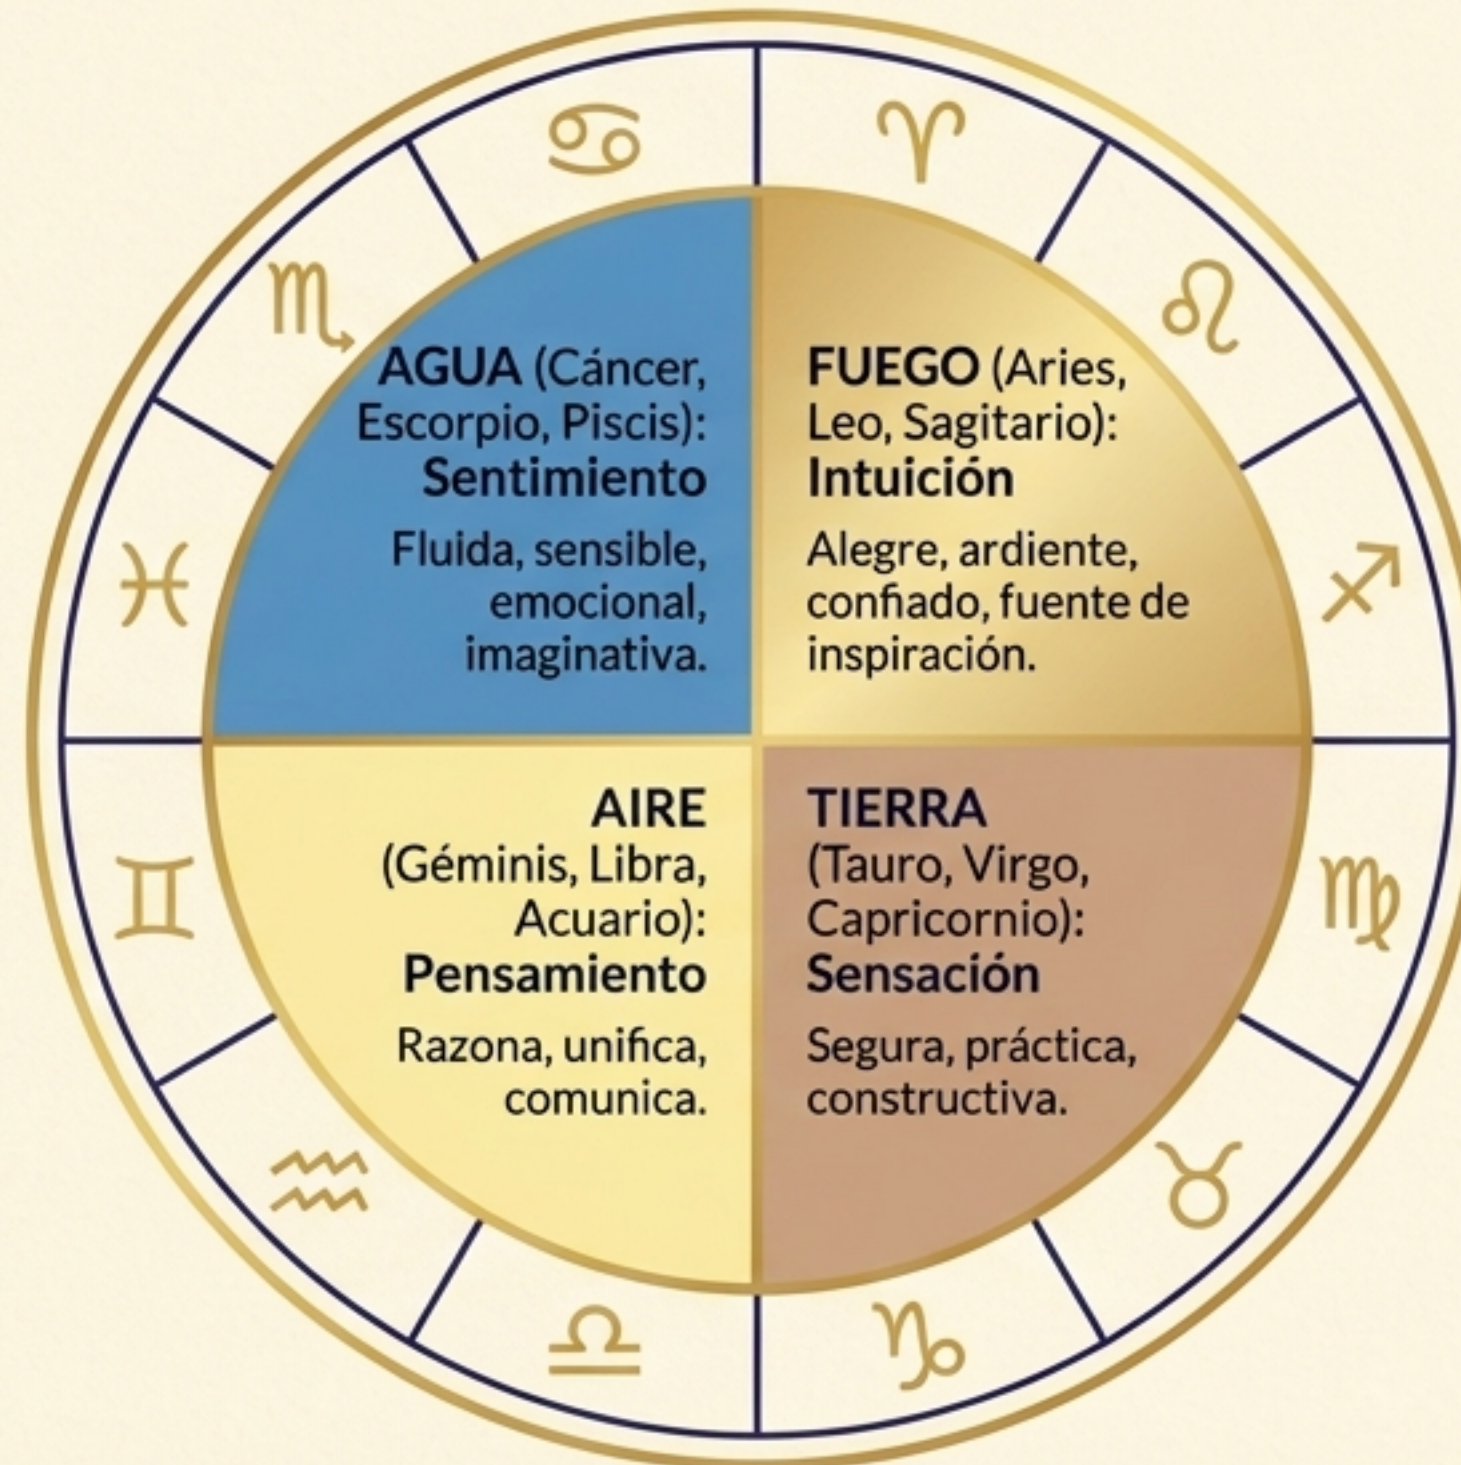 AGUA (Cáncer,
Escorpio, Piscis):
Sentimiento
Fluida, sensible,
emocional,
imaginativa.
FUEGO (Aries,
Leo, Sagitario):
Intuición
Alegre, ardiente,
confiado, fuente de
inspiración.
AIRE
(Géminis, Libra,
Acuario):
Pensamiento
Razona, unifica,
comunica.
TIERRA
(Tauro, Virgo,
Capricornio):
Sensación
Segura, práctica,
constructiva.